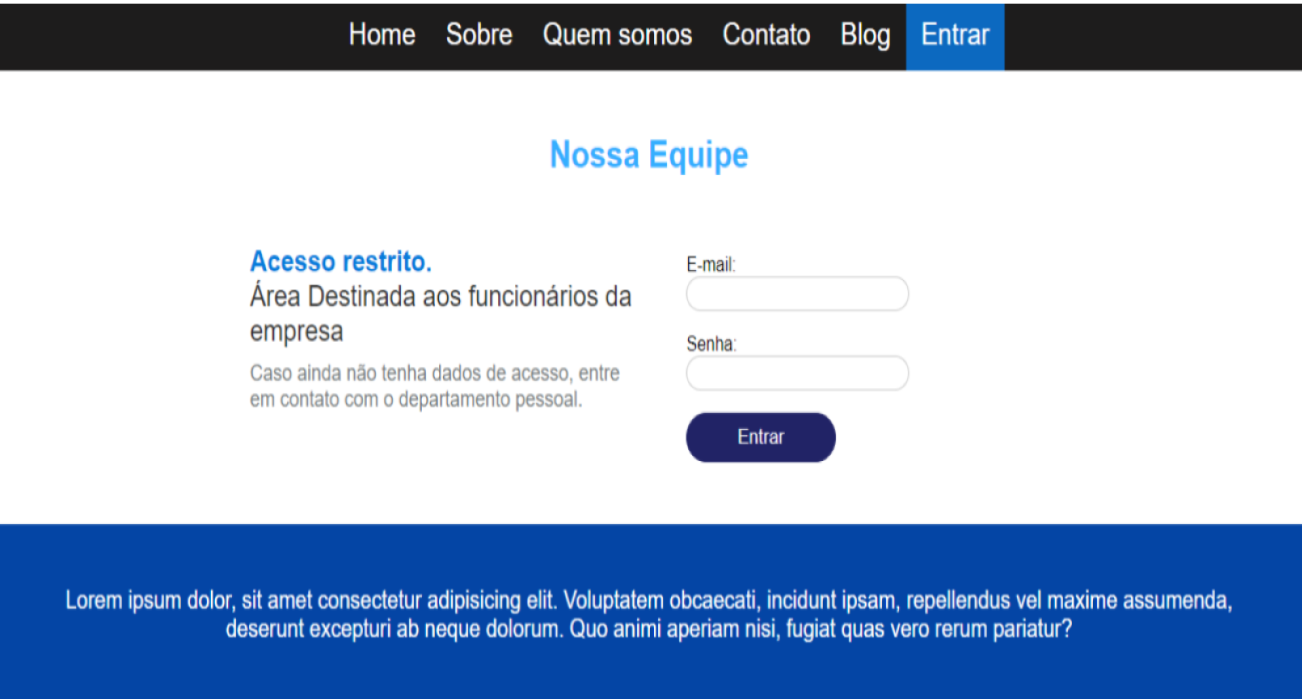 Home Sobre Quem somos Contato Blog Entrar
Nossa Equipe
Acesso restrito.
Área Destinada aos funcionários da
empresa
Caso ainda não tenha dados de acesso, entre
em contato com o departamento pessoal.
E-mail:
Senha:
Entrar
Lorem ipsum dolor, sit amet consectetur adipisicing elit. Voluptatem obcaecati, incidunt ipsam, repellendus vel maxime assumenda,
deserunt excepturi ab neque dolorum. Quo animi aperiam nisi, fugiat quas vero rerum pariatur?